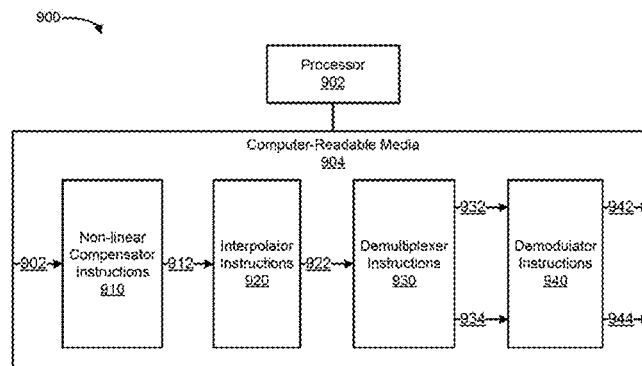 900
Processor
902
Computer-Readable Media
904
902
Non-linear
Compensator
Instructions
910
912
Interpolator
Instructions
920
922
Demultiplexer
Instructions
930
932
934
Demodulator
Instructions
940
942
944